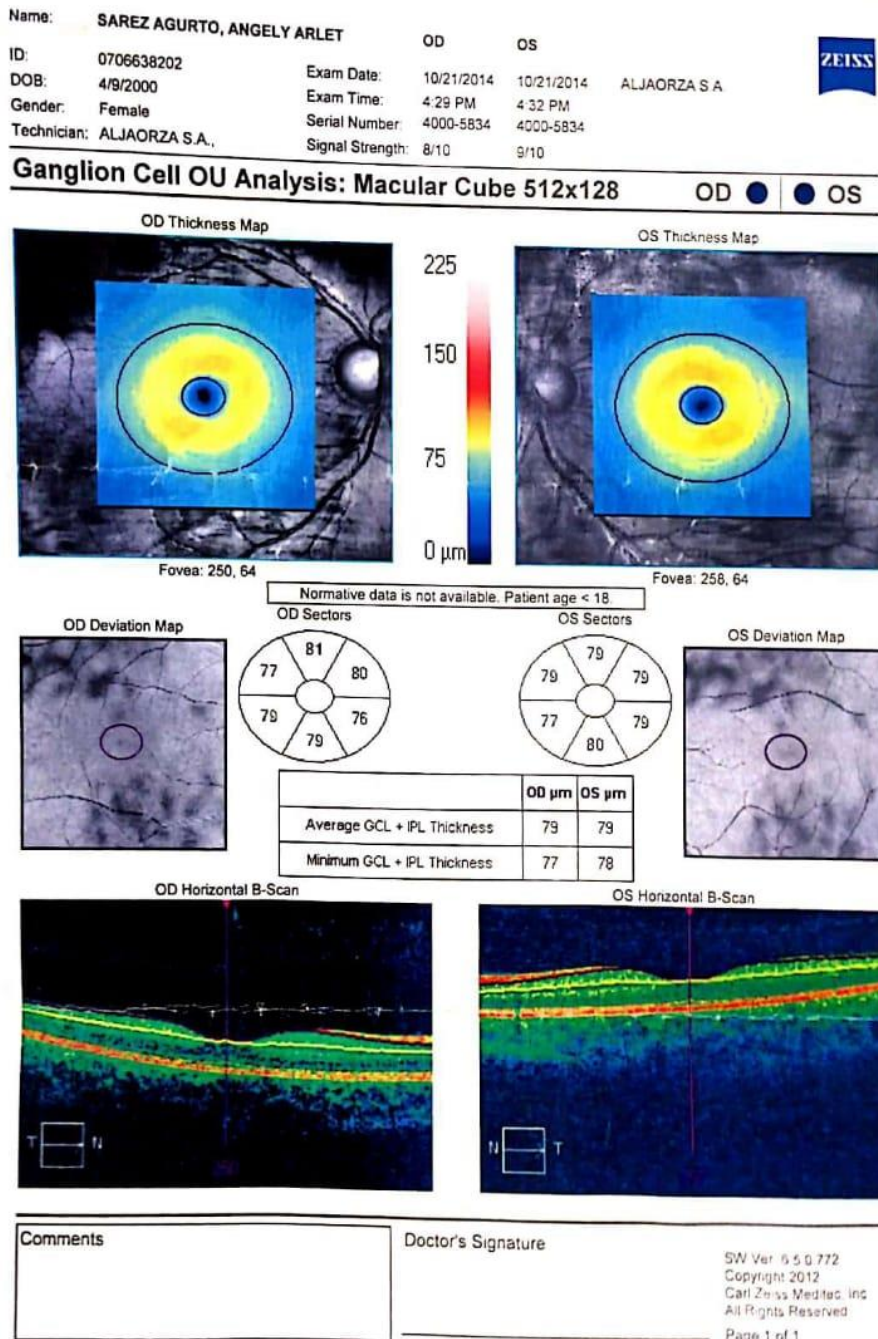 Name: SAREZ AGURTO, ANGELY ARLET
OD OS
ZEISS
ID: 0706638202
Exam Date: 10/21/2014 10/21/2014 ALJAORZA S A
DOB: 4/9/2000
Exam Time: 4:29 PM 4:32 PM
Gender: Female
Serial Number: 4000-5834 4000-5834
Technician: ALJAORZA S.A.,
Signal Strength: 8/10 9/10
Ganglion Cell OU Analysis: Macular Cube 512x128 OD OS
OD Thickness Map
OS Thickness Map
225
150
75
0 µm
Fovea: 250, 64
Fovea: 258, 64
Normative data is not available. Patient age < 18.
OD Deviation Map
OD Sectors
OS Sectors
OS Deviation Map
81
77 80
79 76
79
79
79 79
77 79
80
OD µm OS µm
Average GCL + IPL Thickness 79 79
Minimum GCL + IPL Thickness 77 78
OD Horizontal B-Scan
OS Horizontal B-Scan
T N
N T
Comments
Doctor's Signature
SW Ver: 6.5.0.772
Copyright 2012
Carl Zeiss Meditec, Inc
All Rights Reserved
Page 1 of 1